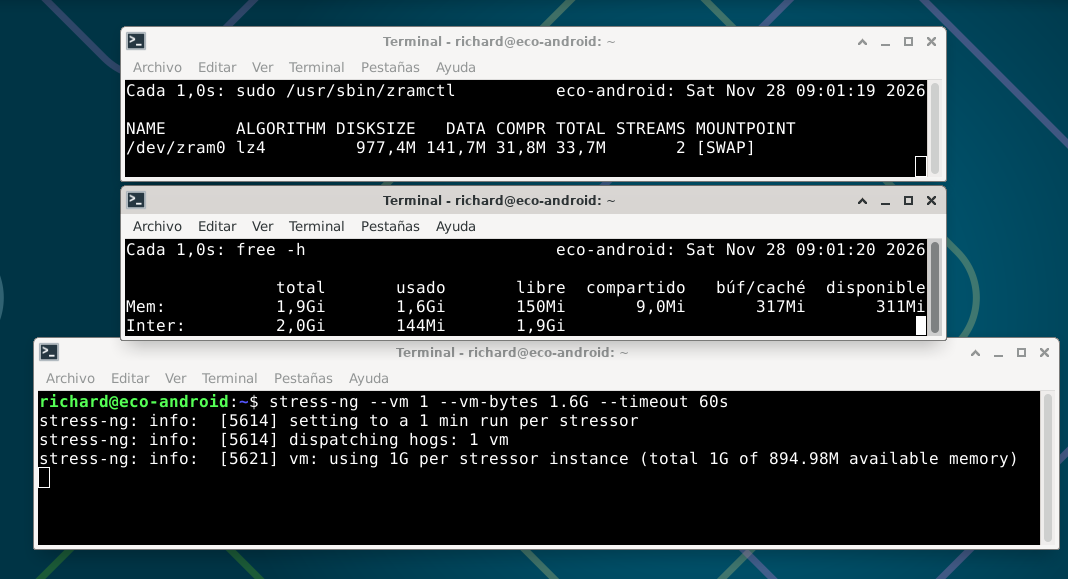 Terminal - richard@eco-android: ~
Archivo Editar Ver Terminal Pestañas Ayuda
Cada 1,0s: sudo /usr/sbin/zramctl eco-android: Sat Nov 28 09:01:19 2026
NAME ALGORITHM DISKSIZE DATA COMPR TOTAL STREAMS MOUNTPOINT
/dev/zram0 lz4 977,4M 141,7M 31,8M 33,7M 2 [SWAP]
Terminal - richard@eco-android: ~
Archivo Editar Ver Terminal Pestañas Ayuda
Cada 1,0s: free -h eco-android: Sat Nov 28 09:01:20 2026
total usado libre compartido búf/caché disponible
Mem: 1,9Gi 1,6Gi 150Mi 9,0Mi 317Mi 311Mi
Inter: 2,0Gi 144Mi 1,9Gi
Terminal - richard@eco-android: ~
Archivo Editar Ver Terminal Pestañas Ayuda
richard@eco-android:~$ stress-ng --vm 1 --vm-bytes 1.6G --timeout 60s
stress-ng: info: [5614] setting to a 1 min run per stressor
stress-ng: info: [5614] dispatching hogs: 1 vm
stress-ng: info: [5621] vm: using 1G per stressor instance (total 1G of 894.98M available memory)